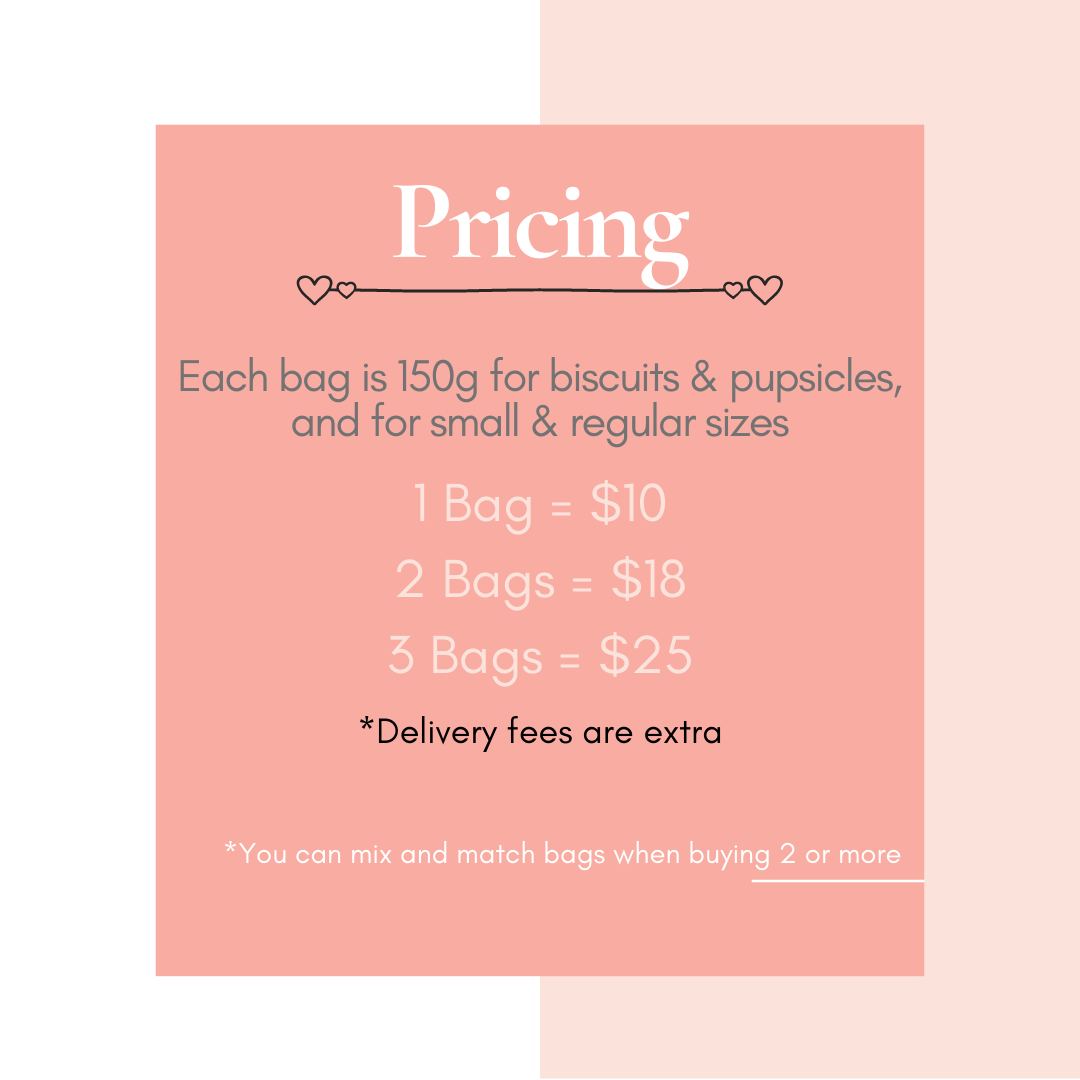 Pricing
Each bag is 150g for biscuits & pupsicles,
and for small & regular sizes
1 Bag = $10
2 Bags = $18
3 Bags = $25
*Delivery fees are extra
*You can mix and match bags when buying 2 or more